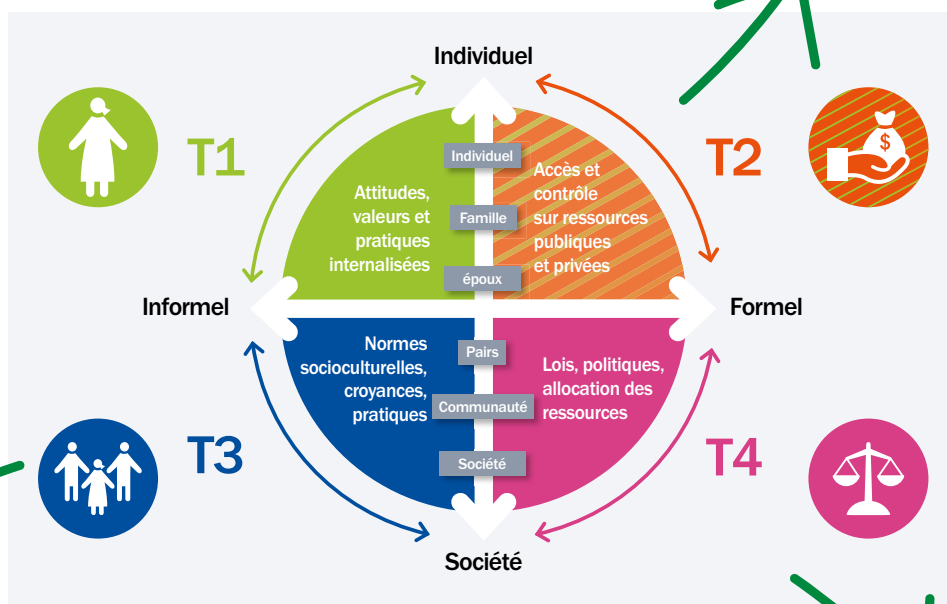 Individuel
T1
T2
$
Individuel
Famille
époux
Attitudes,
valeurs et
pratiques
internalisées
Accès et
contrôle
sur ressources
publiques
et privées
Informel
Formel
Normes
socioculturelles,
croyances,
pratiques
Pairs
Communauté
Société
Lois, politiques,
allocation des
ressources
T3
T4
Société